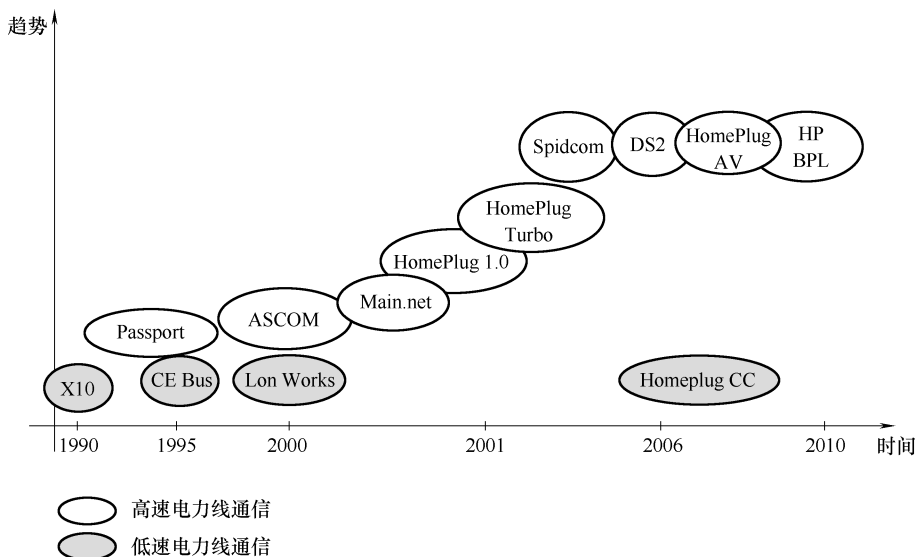 趋势
Spidcom
DS2
HomePlug
AV
HP
BPL
HomePlug
Turbo
HomePlug 1.0
Main.net
ASCOM
Passport
X10
CE Bus
Lon Works
Homeplug CC
1990
1995
2000
2001
2006
2010
时间
高速电力线通信
低速电力线通信